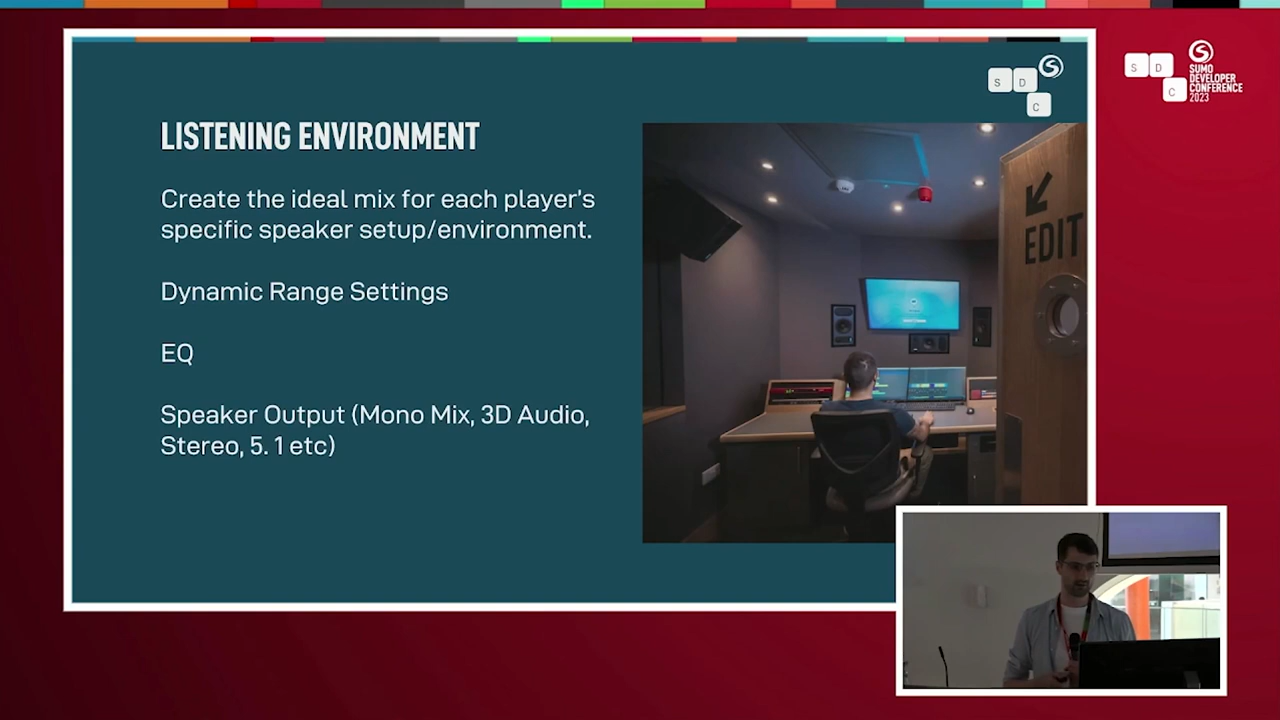 LISTENING ENVIRONMENT
Create the ideal mix for each player's
specific speaker setup/environment.
Dynamic Range Settings
EQ
Speaker Output (Mono Mix, 3D Audio,
Stereo, 5. 1 etc)
S D
C
EDIT
S D
C
SUMO
DEVELOPER
CONFERENCE
2023